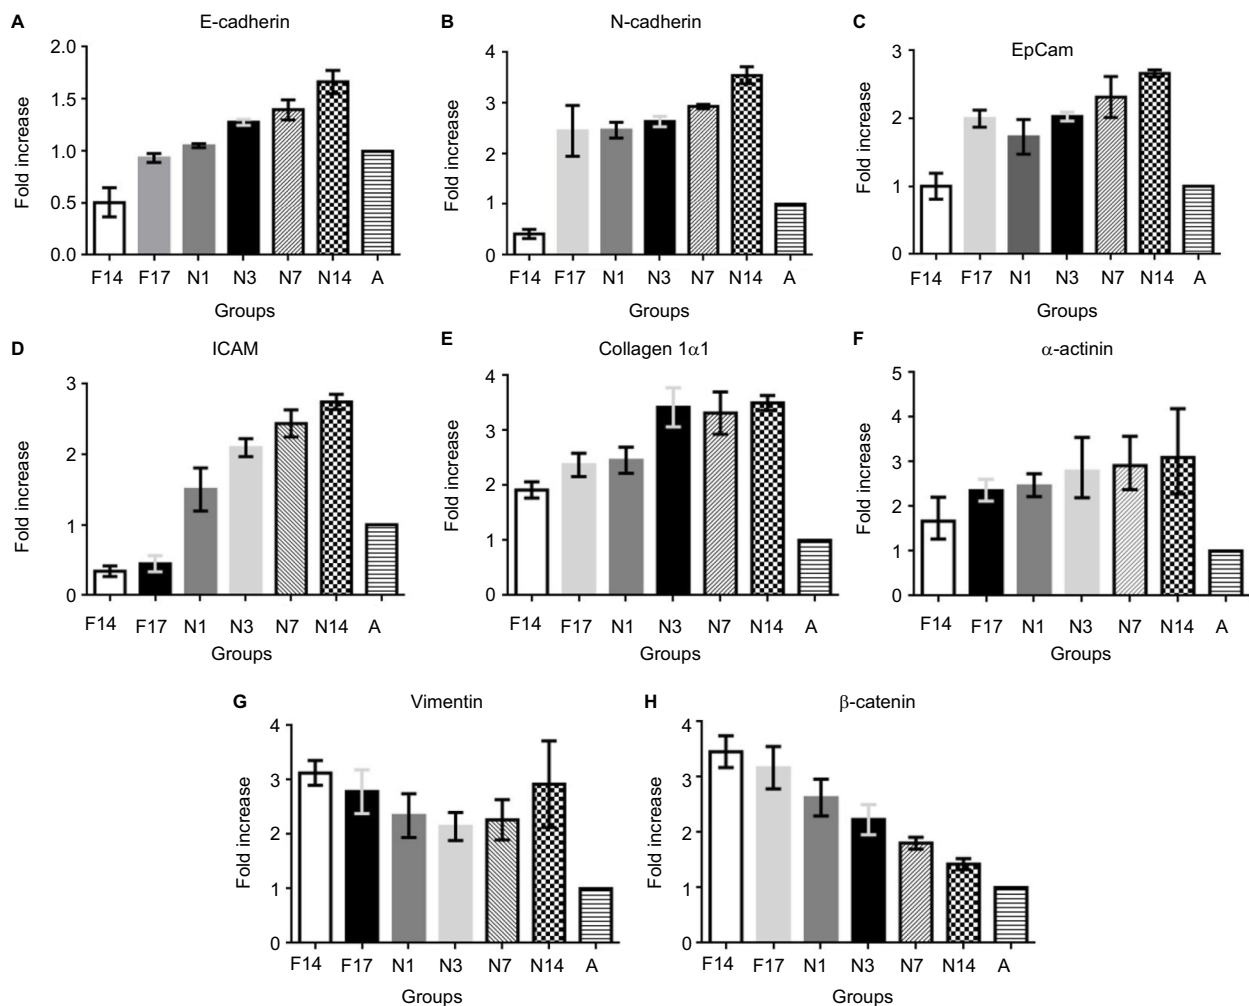 A E-cadherin
2.0
1.5
1.0
0.5
0.0
Fold increase
F14 F17 N1 N3 N7 N14 A
Groups
B N-cadherin
4
3
2
1
0
Fold increase
F14 F17 N1 N3 N7 N14 A
Groups
C EpCam
3
2
1
0
Fold increase
F14 F17 N1 N3 N7 N14 A
Groups
D ICAM
3
2
1
0
Fold increase
F14 F17 N1 N3 N7 N14 A
Groups
E Collagen 1α1
4
3
2
1
0
Fold increase
F14 F17 N1 N3 N7 N14 A
Groups
F α-actinin
5
4
3
2
1
0
Fold increase
F14 F17 N1 N3 N7 N14 A
Groups
G Vimentin
4
3
2
1
0
Fold increase
F14 F17 N1 N3 N7 N14 A
Groups
H β-catenin
4
3
2
1
0
Fold increase
F14 F17 N1 N3 N7 N14 A
Groups